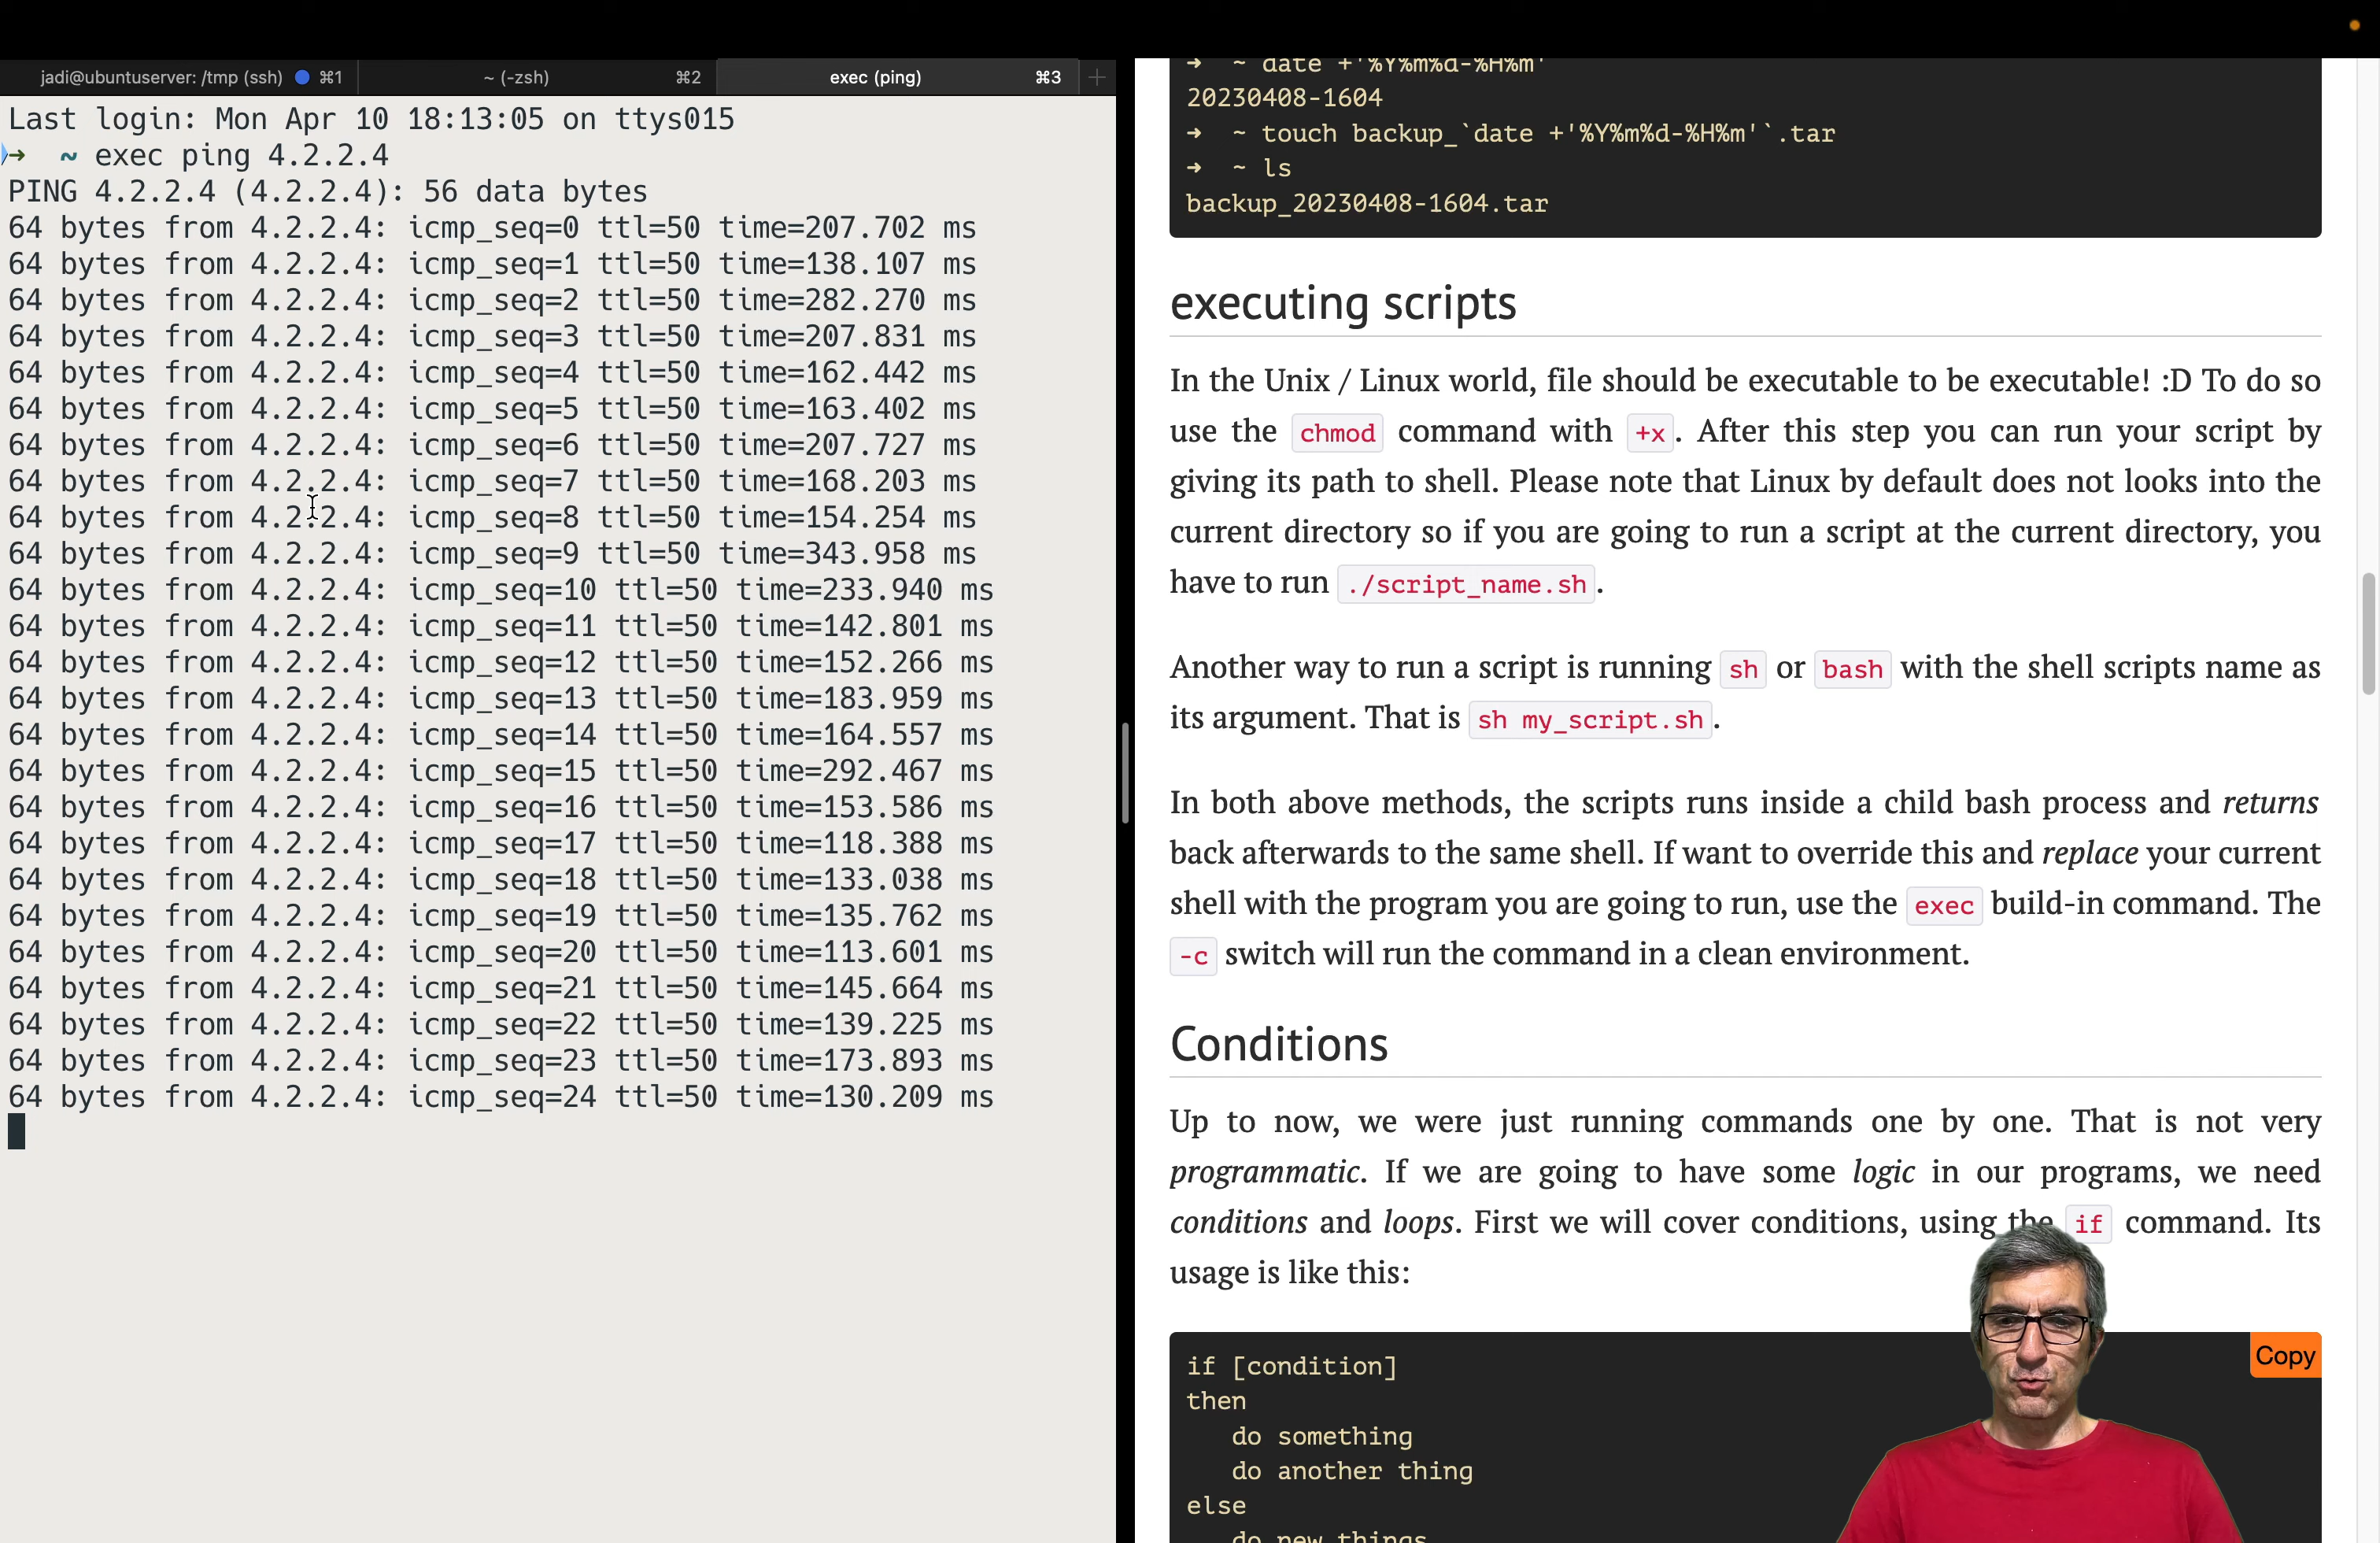 jadi@ubuntuserver: /tmp (ssh) ⌘1
~ (-zsh) ⌘2
exec (ping) ⌘3
Last login: Mon Apr 10 18:13:05 on ttys015
→ ~ exec ping 4.2.2.4
PING 4.2.2.4 (4.2.2.4): 56 data bytes
64 bytes from 4.2.2.4: icmp_seq=0 ttl=50 time=207.702 ms
64 bytes from 4.2.2.4: icmp_seq=1 ttl=50 time=138.107 ms
64 bytes from 4.2.2.4: icmp_seq=2 ttl=50 time=282.270 ms
64 bytes from 4.2.2.4: icmp_seq=3 ttl=50 time=207.831 ms
64 bytes from 4.2.2.4: icmp_seq=4 ttl=50 time=162.442 ms
64 bytes from 4.2.2.4: icmp_seq=5 ttl=50 time=163.402 ms
64 bytes from 4.2.2.4: icmp_seq=6 ttl=50 time=207.727 ms
64 bytes from 4.2.2.4: icmp_seq=7 ttl=50 time=168.203 ms
64 bytes from 4.2.2.4: icmp_seq=8 ttl=50 time=154.254 ms
64 bytes from 4.2.2.4: icmp_seq=9 ttl=50 time=343.958 ms
64 bytes from 4.2.2.4: icmp_seq=10 ttl=50 time=233.940 ms
64 bytes from 4.2.2.4: icmp_seq=11 ttl=50 time=142.801 ms
64 bytes from 4.2.2.4: icmp_seq=12 ttl=50 time=152.266 ms
64 bytes from 4.2.2.4: icmp_seq=13 ttl=50 time=183.959 ms
64 bytes from 4.2.2.4: icmp_seq=14 ttl=50 time=164.557 ms
64 bytes from 4.2.2.4: icmp_seq=15 ttl=50 time=292.467 ms
64 bytes from 4.2.2.4: icmp_seq=16 ttl=50 time=153.586 ms
64 bytes from 4.2.2.4: icmp_seq=17 ttl=50 time=118.388 ms
64 bytes from 4.2.2.4: icmp_seq=18 ttl=50 time=133.038 ms
64 bytes from 4.2.2.4: icmp_seq=19 ttl=50 time=135.762 ms
64 bytes from 4.2.2.4: icmp_seq=20 ttl=50 time=113.601 ms
64 bytes from 4.2.2.4: icmp_seq=21 ttl=50 time=145.664 ms
64 bytes from 4.2.2.4: icmp_seq=22 ttl=50 time=139.225 ms
64 bytes from 4.2.2.4: icmp_seq=23 ttl=50 time=173.893 ms
64 bytes from 4.2.2.4: icmp_seq=24 ttl=50 time=130.209 ms
→ ~ date +'%Y%m%d-%H%m'
20230408-1604
→ ~ touch backup_`date +'%Y%m%d-%H%m'`.tar
→ ~ ls
backup_20230408-1604.tar
executing scripts
In the Unix / Linux world, file should be executable to be executable! :D To do so
use the chmod command with +x. After this step you can run your script by
giving its path to shell. Please note that Linux by default does not looks into the
current directory so if you are going to run a script at the current directory, you
have to run ./script_name.sh.
Another way to run a script is running sh or bash with the shell scripts name as
its argument. That is sh my_script.sh.
In both above methods, the scripts runs inside a child bash process and returns
back afterwards to the same shell. If want to override this and replace your current
shell with the program you are going to run, use the exec build-in command. The
-c switch will run the command in a clean environment.
Conditions
Up to now, we were just running commands one by one. That is not very
programmatic. If we are going to have some logic in our programs, we need
conditions and loops. First we will cover conditions, using the if command. Its
usage is like this:
Copy
if [condition]
then
do something
do another thing
else
do new things